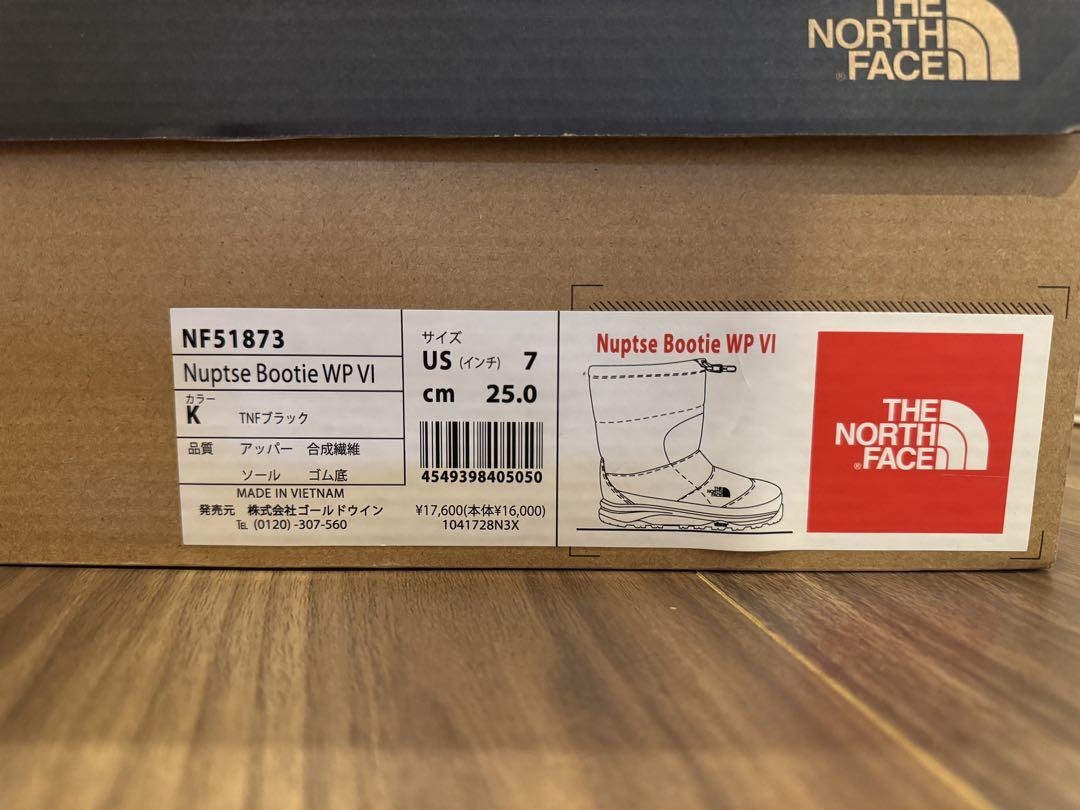 THE
NORTH
FACE
NF51873
Nuptse Bootie WP VI
カラー
K TNFブラック
品質 アッパー 合成繊維
ソール ゴム底
MADE IN VIETNAM
発売元 株式会社ゴールドウイン
℡ (0120) -307-560
サイズ
US (インチ) 7
cm 25.0
4549398405050
¥17,600(本体¥16,000)
1041728N3X
Nuptse Bootie WP VI
THE
NORTH
FACE